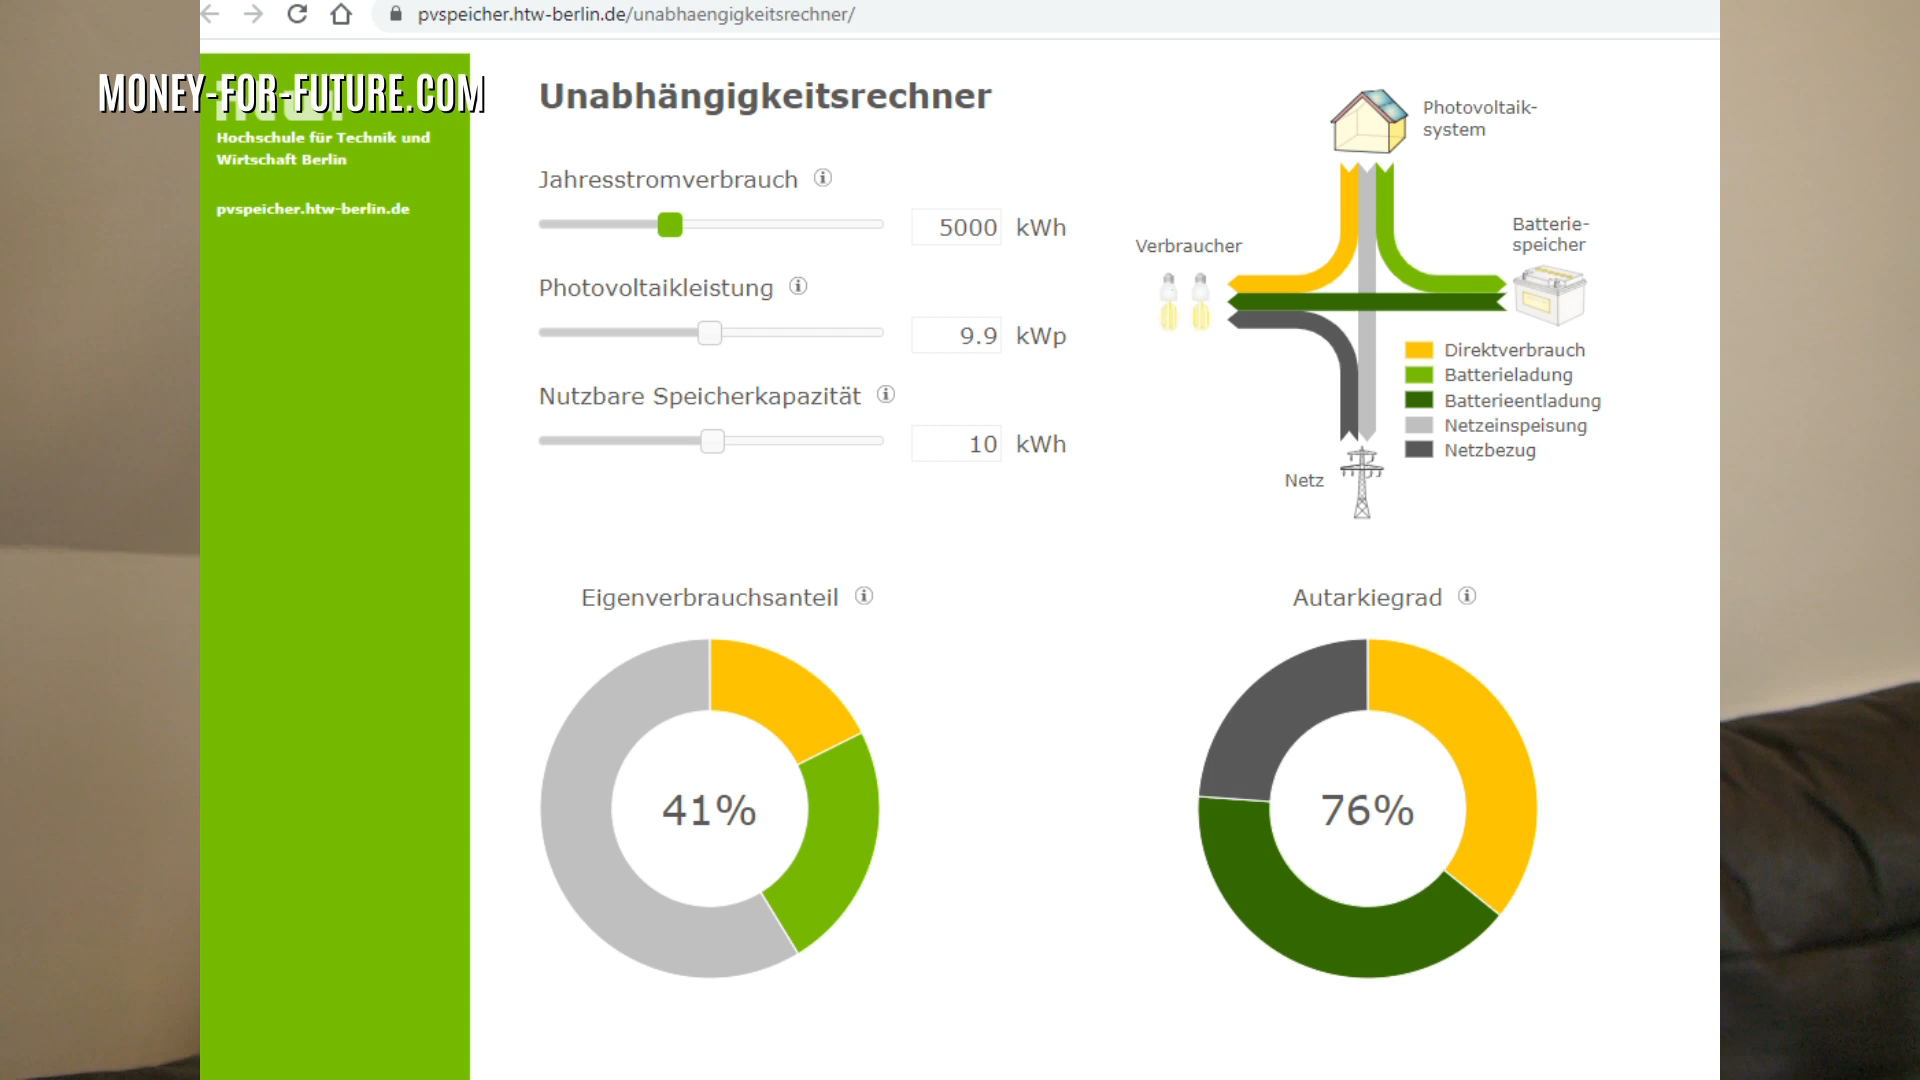 pvspeicher.htw-berlin.de/unabhaengigkeitsrechner/
MONEY-FOR-FUTURE.COM
Hochschule für Technik und
Wirtschaft Berlin
pvspeicher.htw-berlin.de
Unabhängigkeitsrechner
Jahresstromverbrauch
5000 kWh
Photovoltaikleistung
9.9 kWp
Nutzbare Speicherkapazität
10 kWh
Photovoltaik-
system
Batterie-
speicher
Verbraucher
Direktverbrauch
Batterieladung
Batterieentladung
Netzeinspeisung
Netzbezug
Netz
Eigenverbrauchsanteil
41%
Autarkiegrad
76%